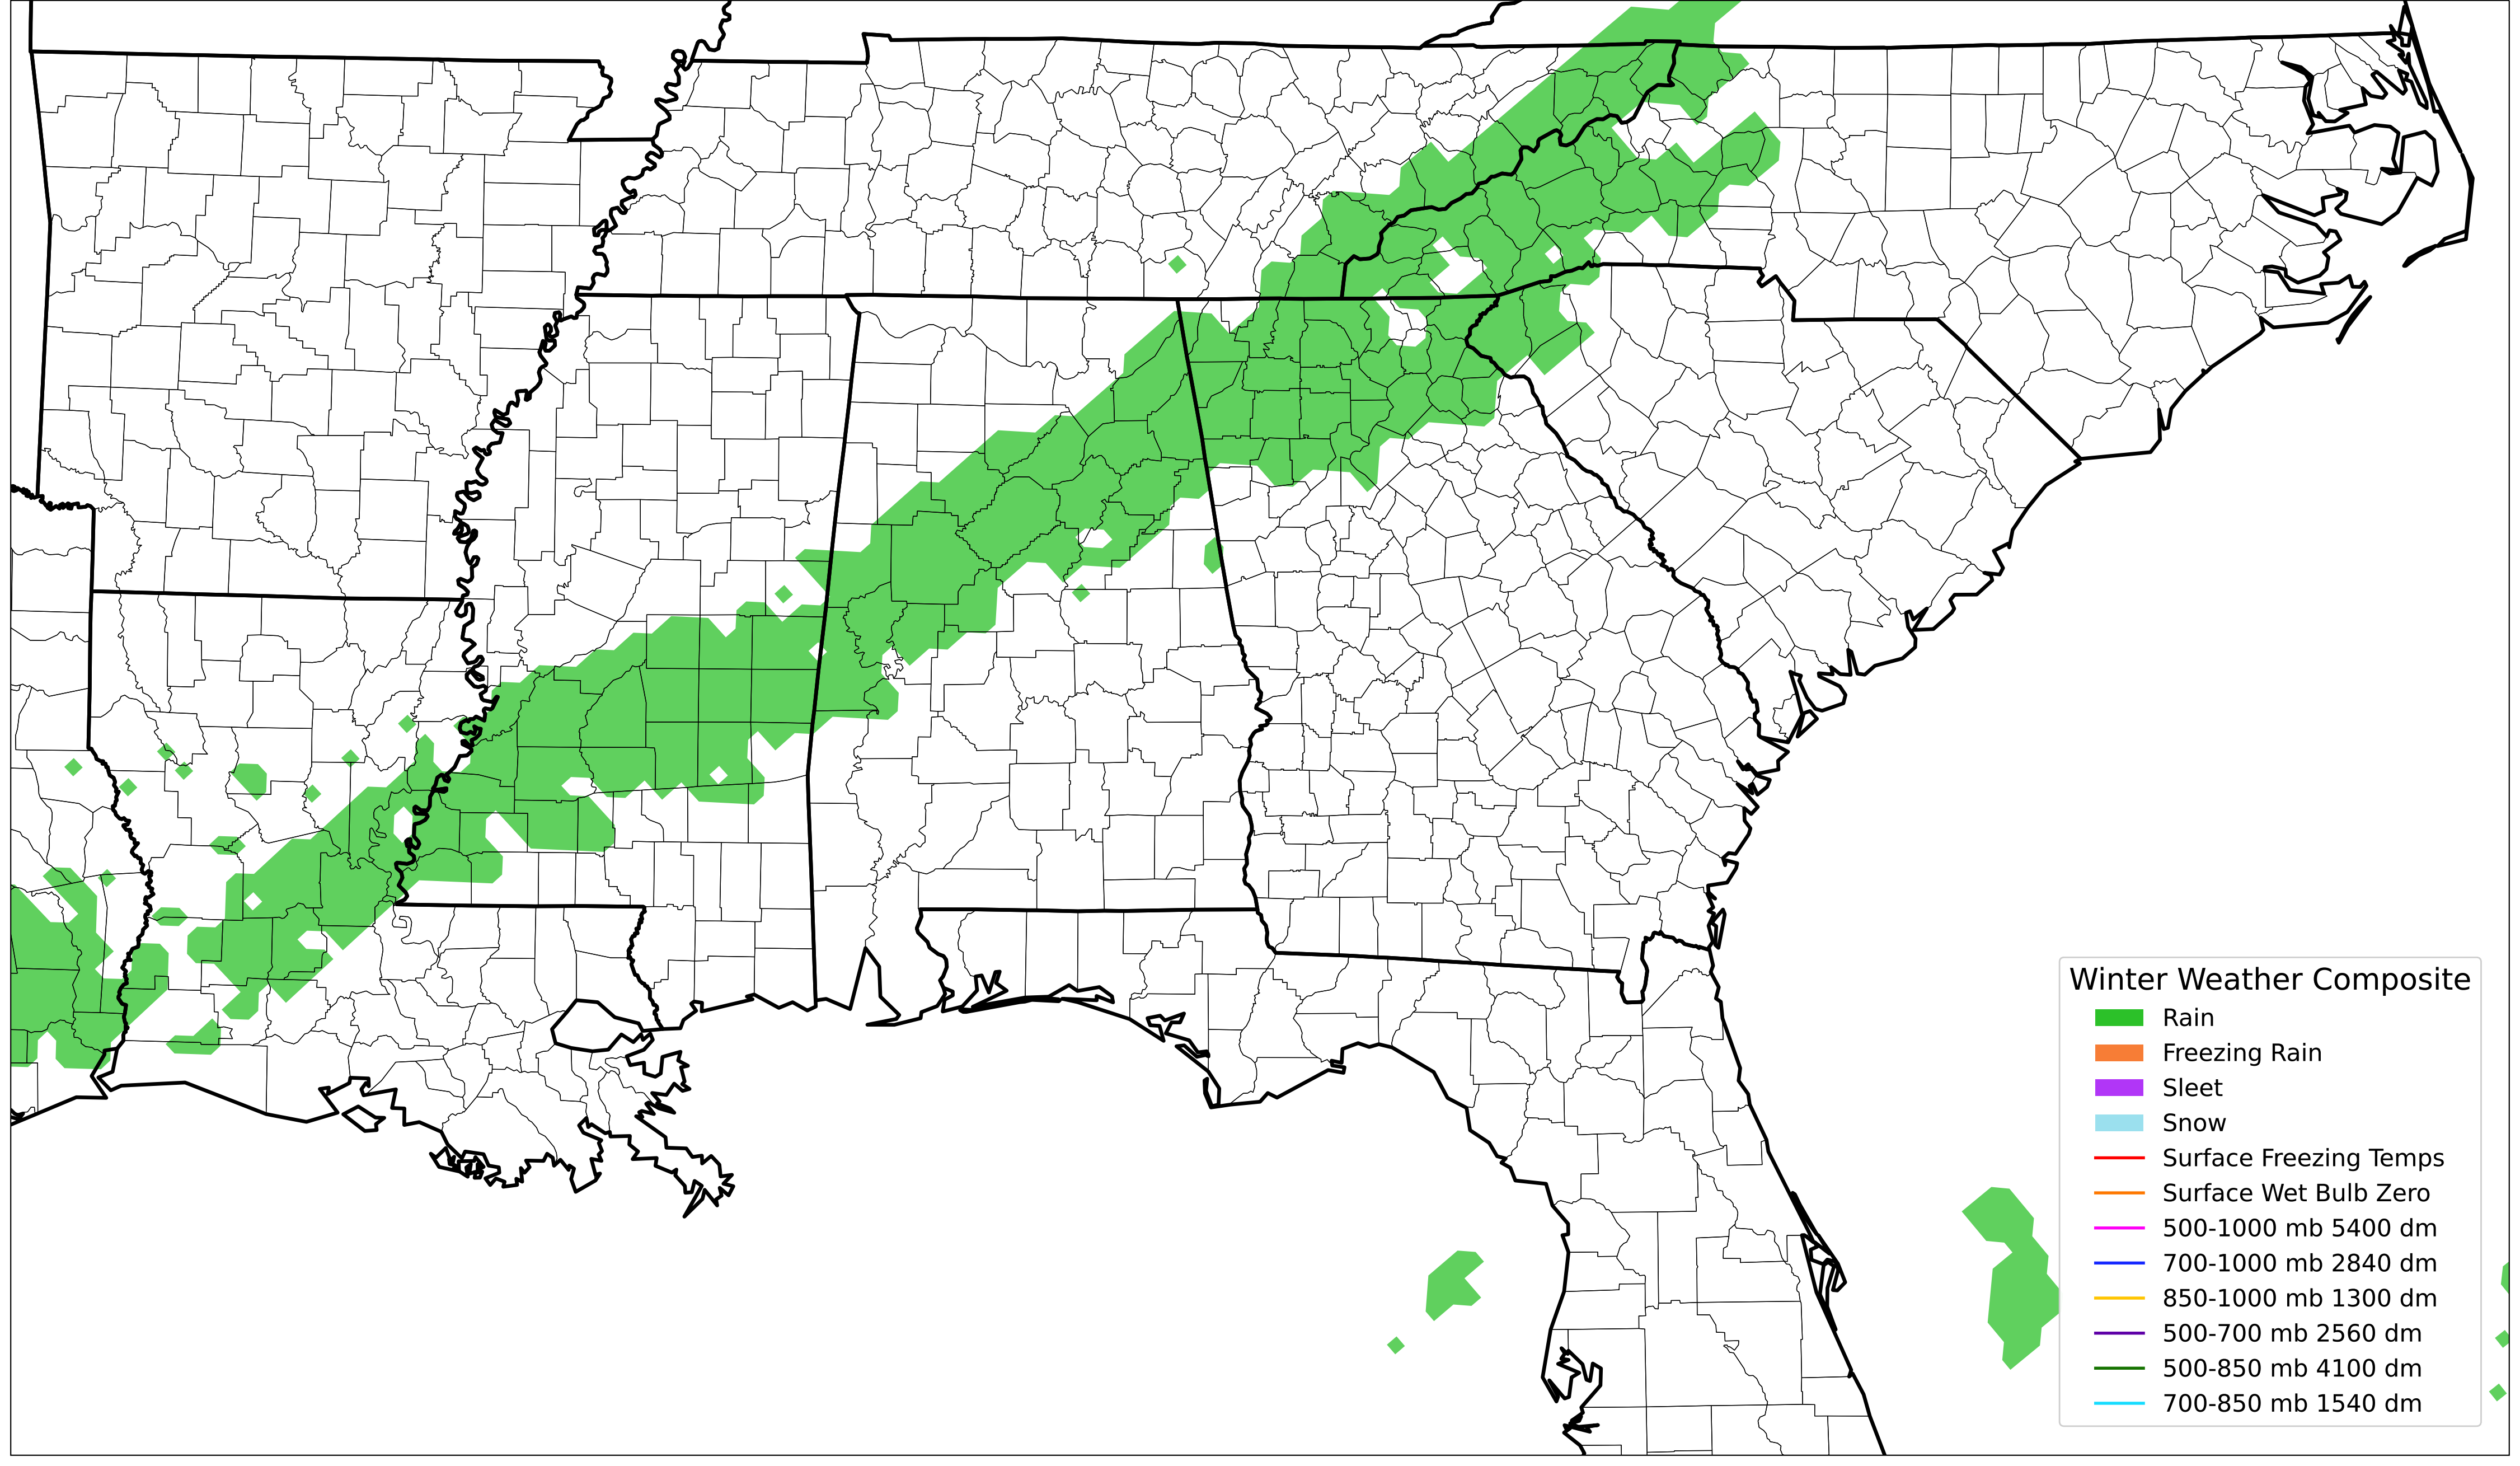 Winter Weather Composite
Rain
Freezing Rain
Sleet
Snow
Surface Freezing Temps
Surface Wet Bulb Zero
500-1000 mb 5400 dm
700-1000 mb 2840 dm
850-1000 mb 1300 dm
500-700 mb 2560 dm
500-850 mb 4100 dm
700-850 mb 1540 dm